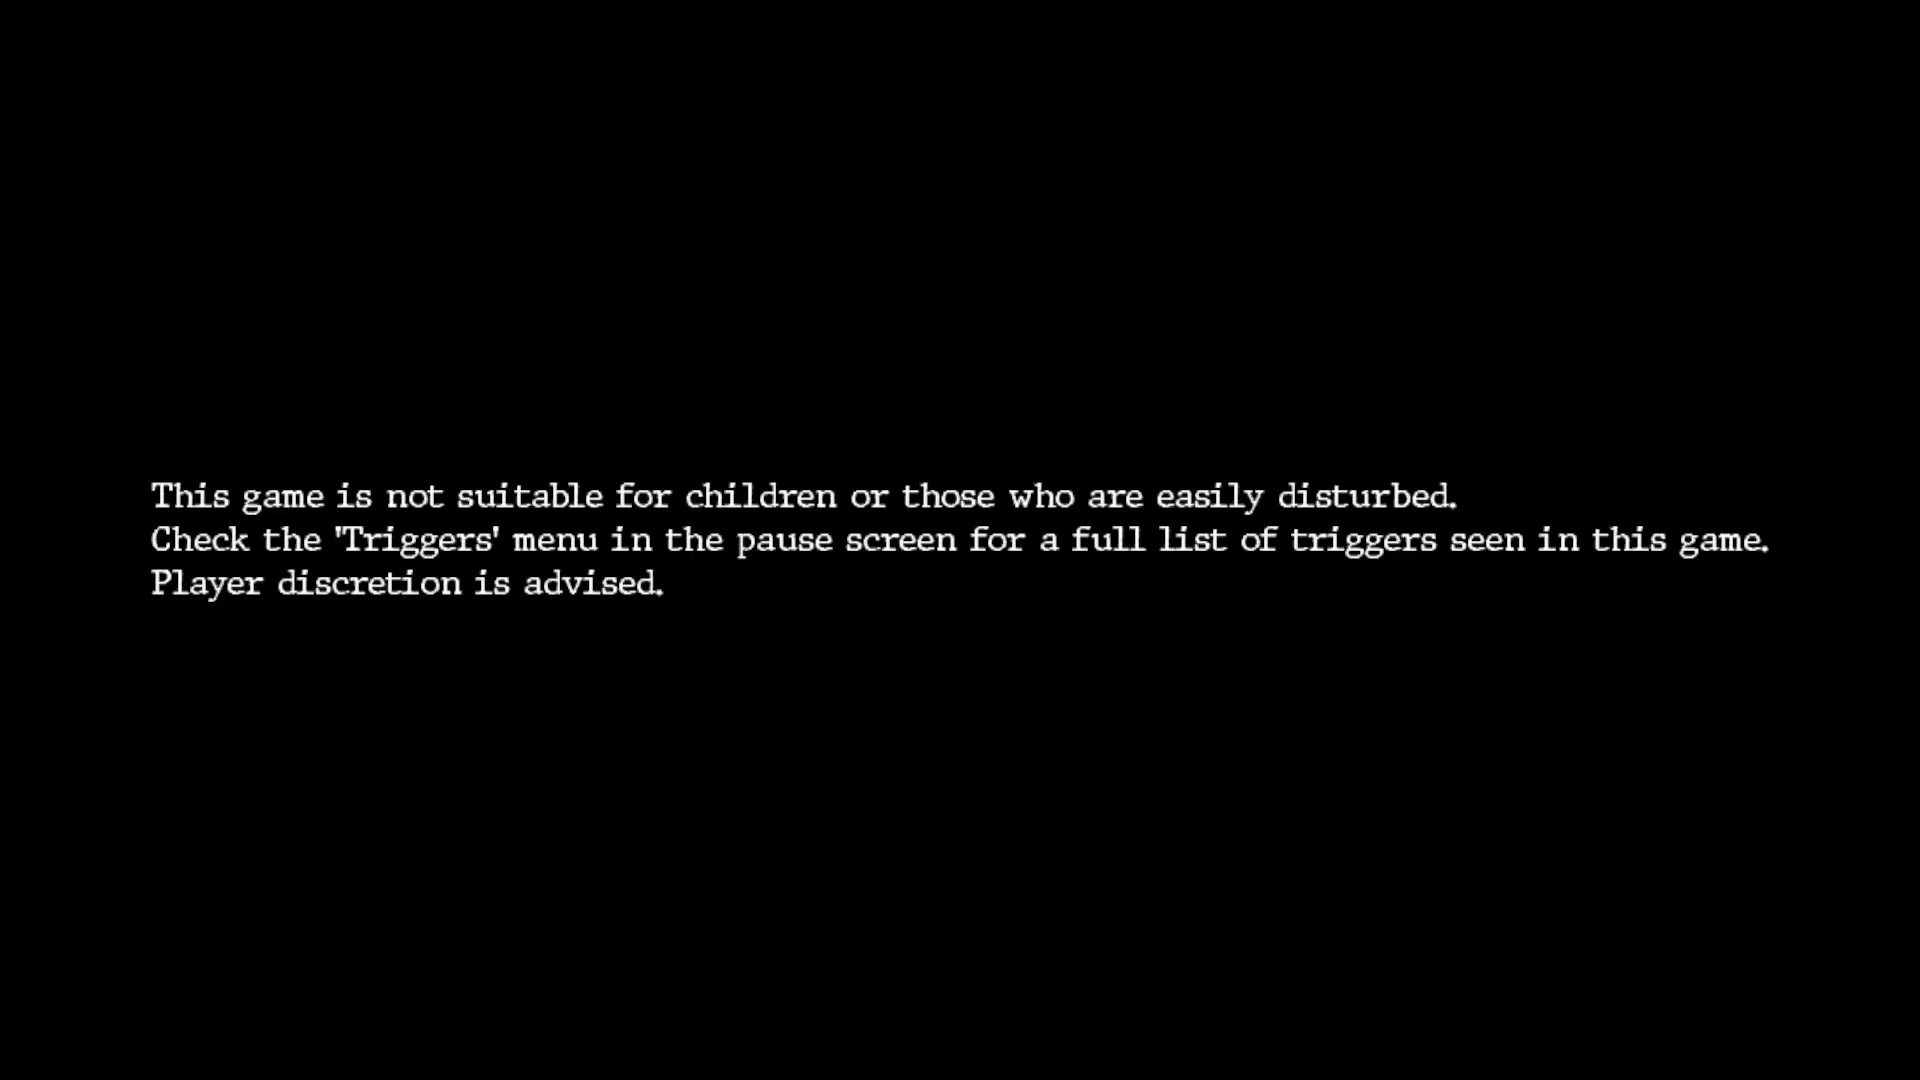 This game is not suitable for children or those who are easily disturbed.
Check the 'Triggers' menu in the pause screen for a full list of triggers seen in this game.
Player discretion is advised.